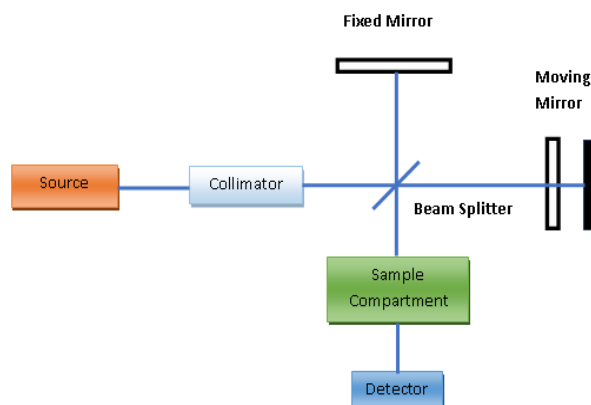 Fixed Mirror
Moving
Mirror
Source
Collimator
Beam Splitter
Sample
Compartment
Detector